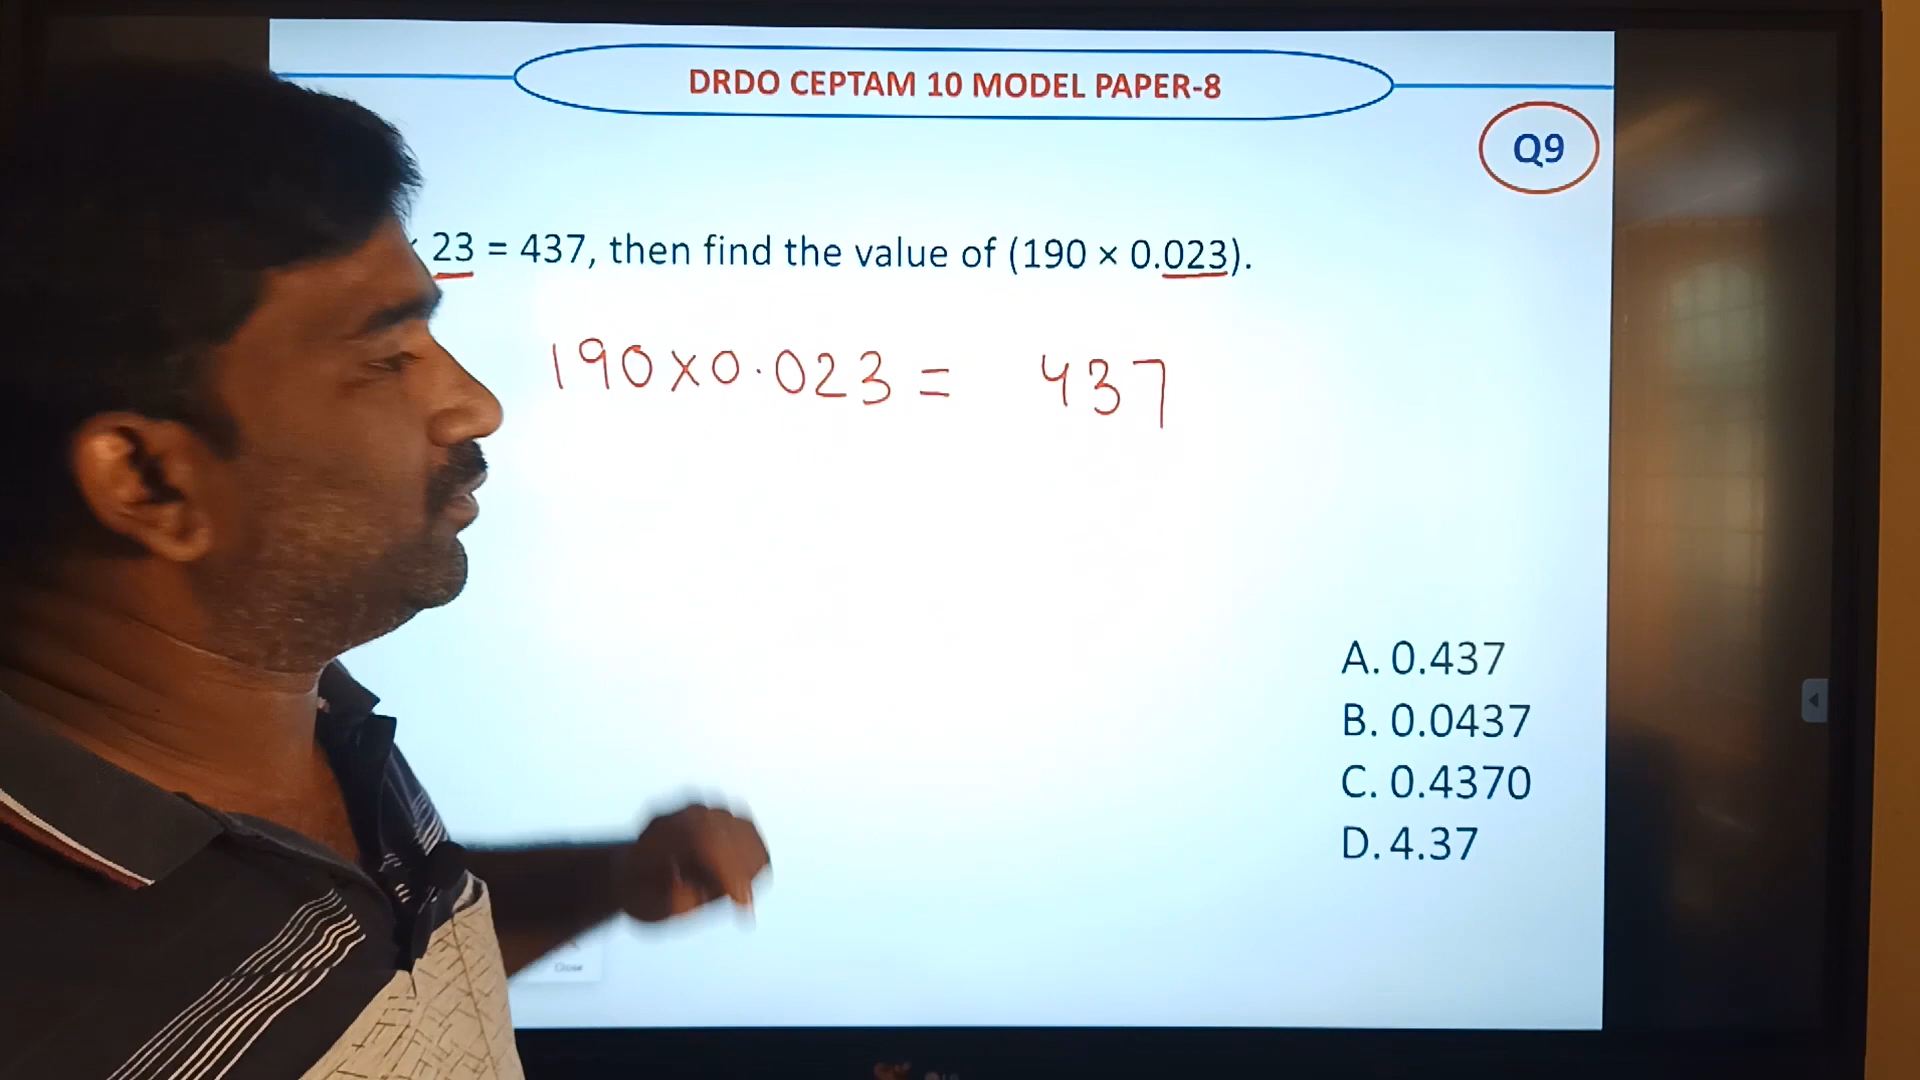 DRDO CEPTAM 10 MODEL PAPER-8
Q9
23 = 437, then find the value of (190 × 0.023).
190 × 0.023 = 437
A. 0.437
B. 0.0437
C. 0.4370
D. 4.37
Close